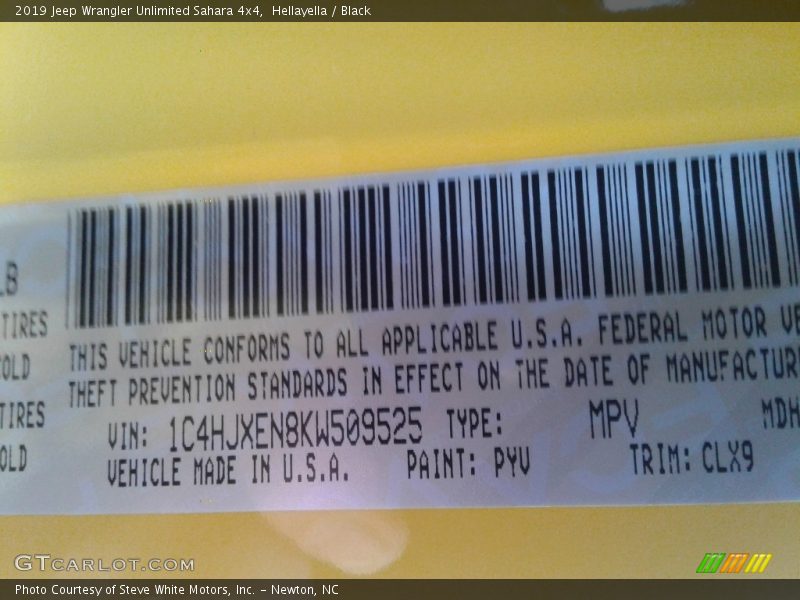 2019 Jeep Wrangler Unlimited Sahara 4x4, Hellayella / Black
LB
TIRES
OLD
TIRES
OLD
THIS VEHICLE CONFORMS TO ALL APPLICABLE U.S.A. FEDERAL MOTOR VE
THEFT PREVENTION STANDARDS IN EFFECT ON THE DATE OF MANUFACTUR
VIN: 1C4HJXEN8KW509525 TYPE: MPV MDH
VEHICLE MADE IN U.S.A. PAINT: PYV TRIM: CLX9
GTCARLOT.COM
Photo Courtesy of Steve White Motors, Inc. – Newton, NC